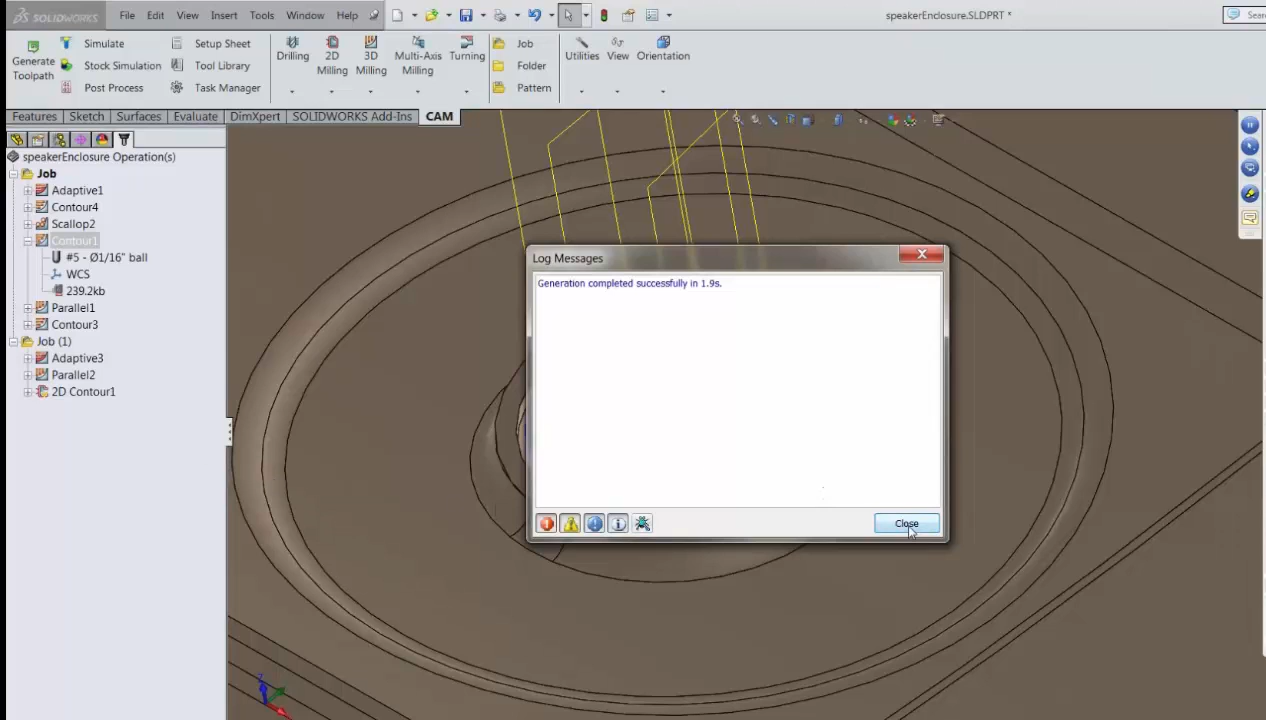 SOLIDWORKS File Edit View Insert Tools Window Help speakerEnclosure.SLDPRT *
Generate Toolpath
Simulate
Stock Simulation
Post Process
Setup Sheet
Tool Library
Task Manager
Drilling
2D Milling
3D Milling
Multi-Axis Milling
Turning
Job
Folder
Pattern
Utilities
View
Orientation
Features Sketch Surfaces Evaluate DimXpert SOLIDWORKS Add-Ins CAM
speakerEnclosure Operation(s)
Job
Adaptive1
Contour4
Scallop2
Contour1
#5 - Ø1/16" ball
WCS
239.2kb
Parallel1
Contour3
Job (1)
Adaptive3
Parallel2
2D Contour1
Log Messages
Generation completed successfully in 1.9s.
Close
Z